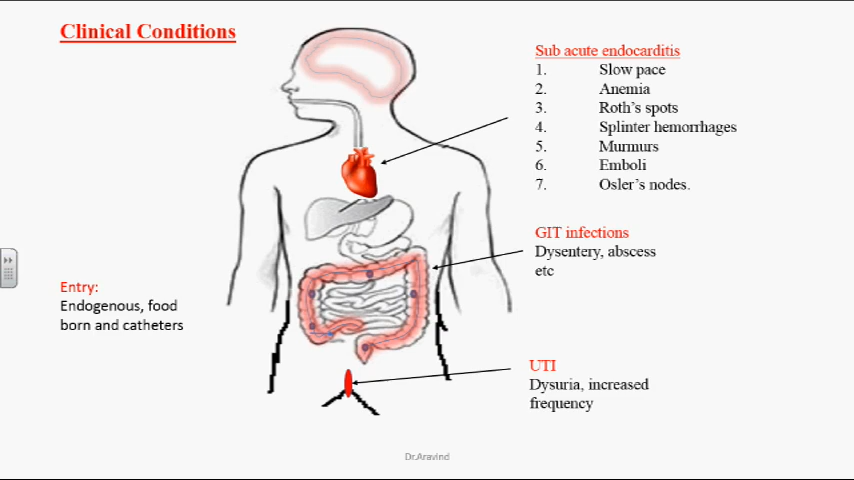 Clinical Conditions
Sub acute endocarditis
1. Slow pace
2. Anemia
3. Roth's spots
4. Splinter hemorrhages
5. Murmurs
6. Emboli
7. Osler's nodes.
GIT infections
Dysentery, abscess
etc
Entry:
Endogenous, food
born and catheters
UTI
Dysuria, increased
frequency
Dr.Aravind